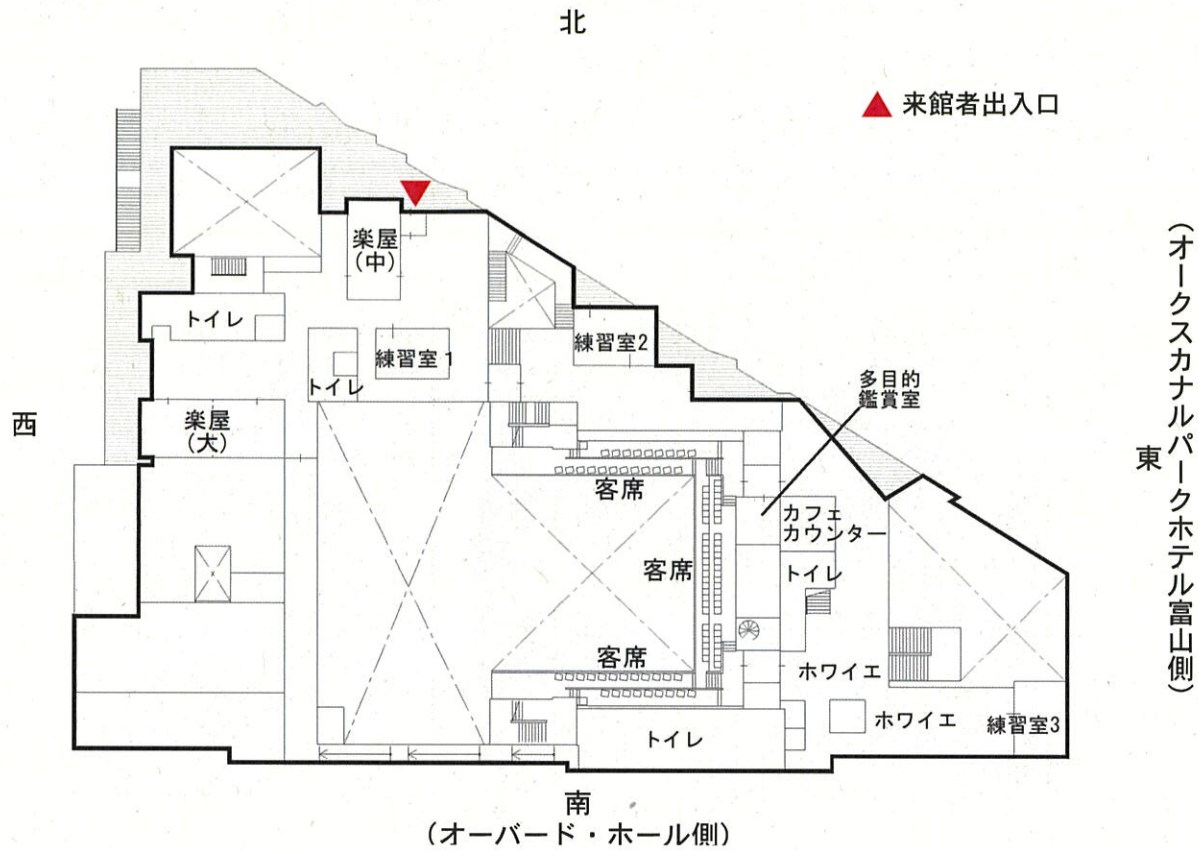 北
来館者出入口
楽屋
(中)
トイレ
練習室1
トイレ
練習室2
多目的
鑑賞室
西
楽屋
(大)
東
(オークスカナルパークホテル富山側)
客席
カフェ
カウンター
客席
トイレ
客席
ホワイエ
ホワイエ
練習室3
トイレ
南
(オーバード・ホール側)